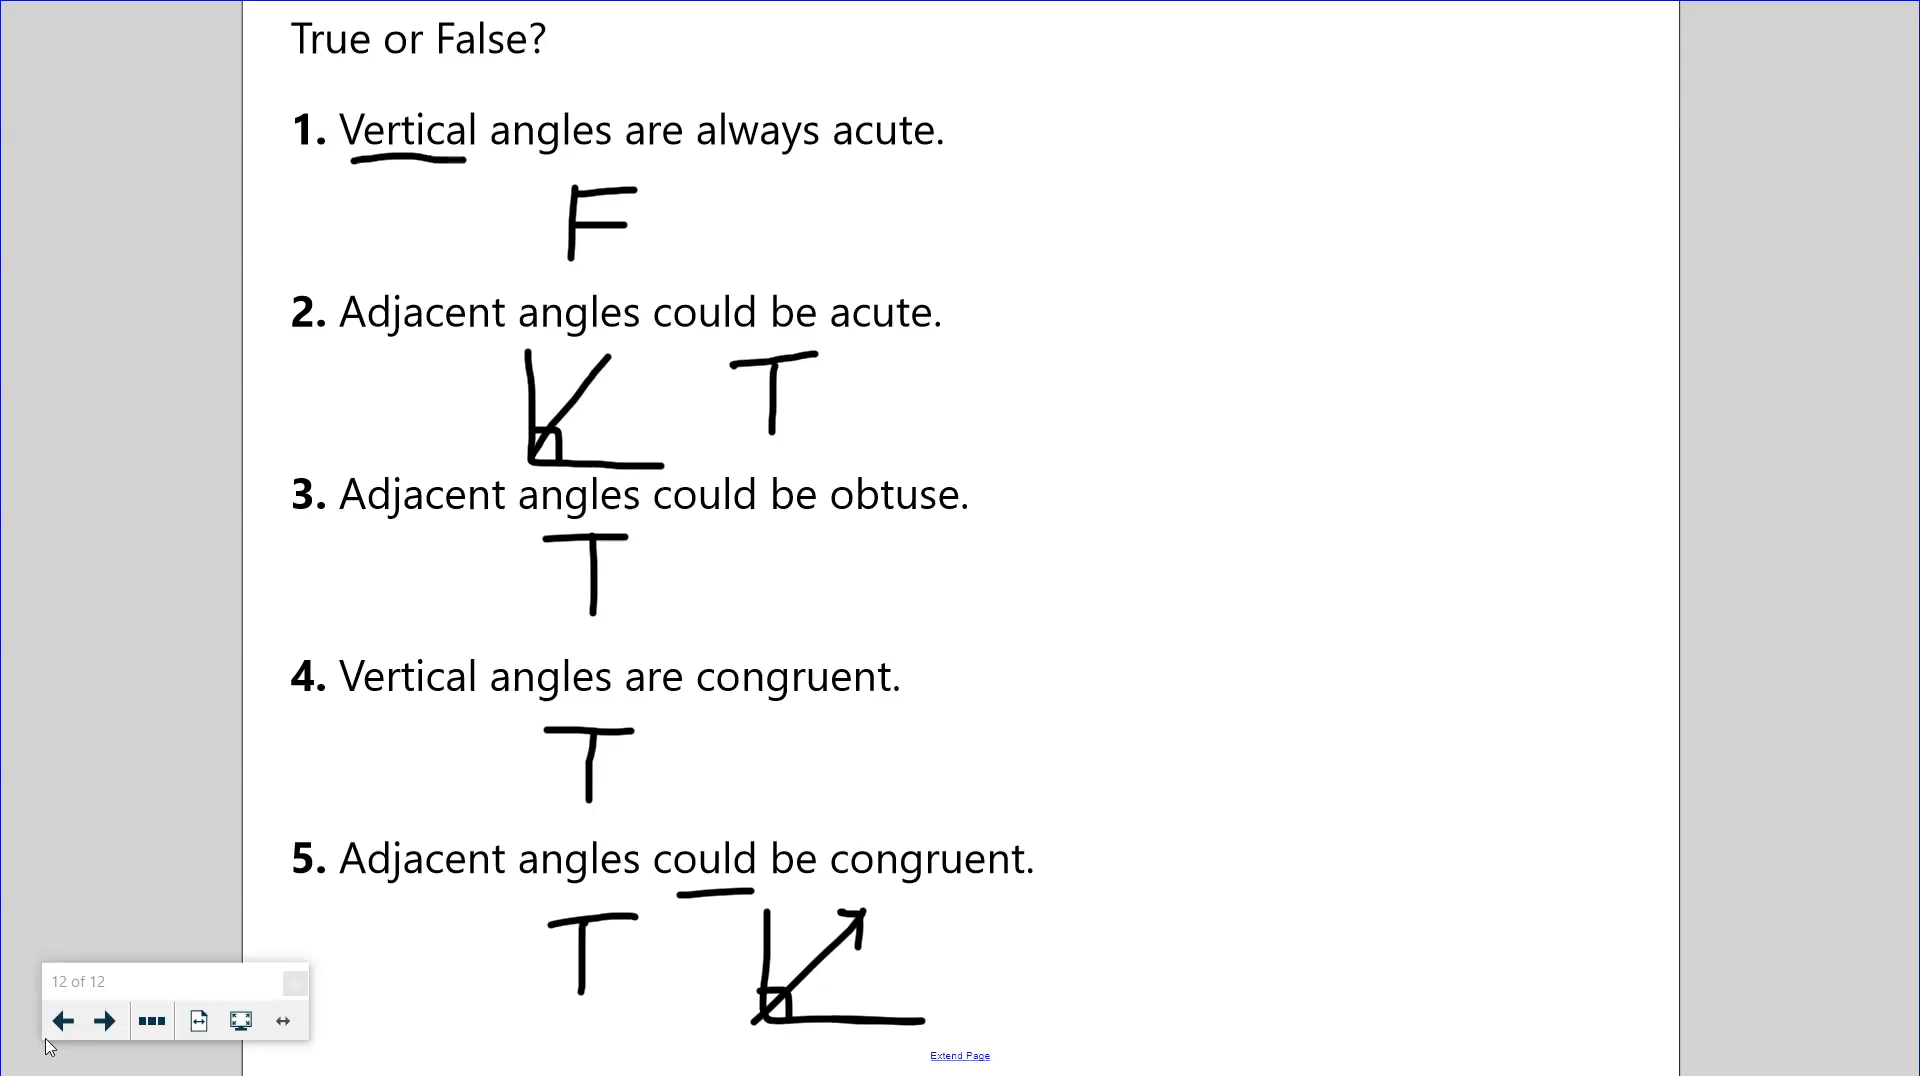 True or False?
1. Vertical angles are always acute.
F
2. Adjacent angles could be acute.
T
3. Adjacent angles could be obtuse.
T
4. Vertical angles are congruent.
T
5. Adjacent angles could be congruent.
T
12 of 12
Extend Page